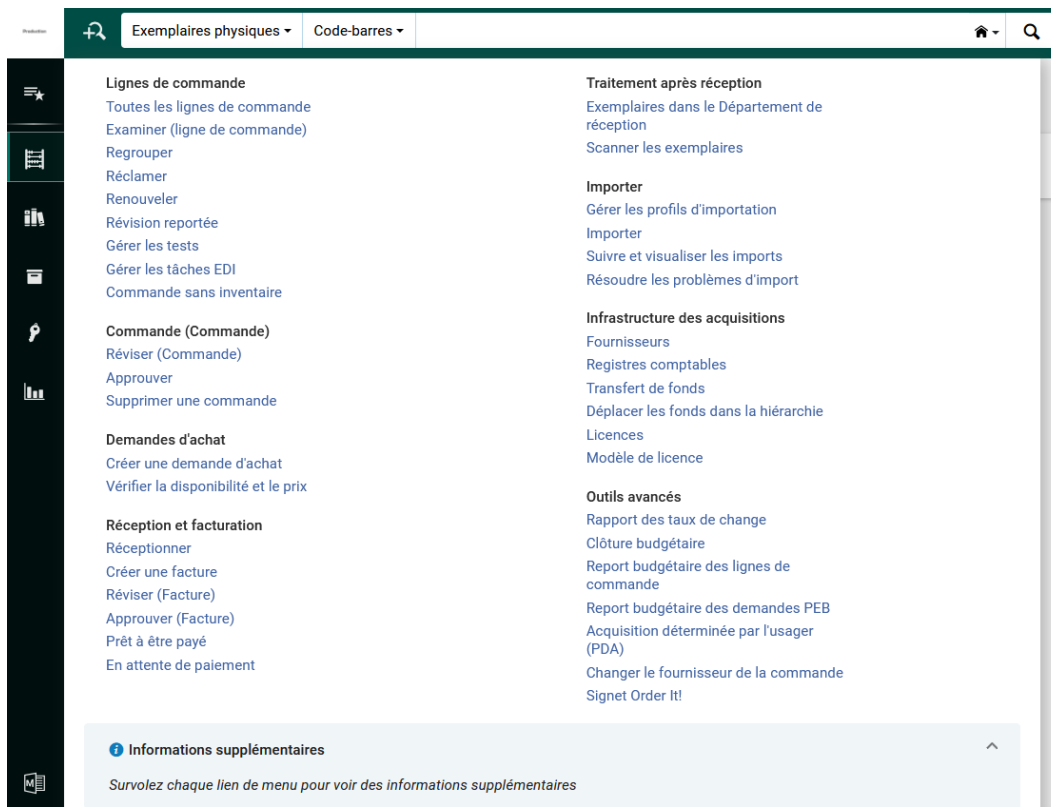 Production
Exemplaires physiques
Code-barres
Lignes de commande
Toutes les lignes de commande
Examiner (ligne de commande)
Regrouper
Réclamer
Renouveler
Révision reportée
Gérer les tests
Gérer les tâches EDI
Commande sans inventaire
Commande (Commande)
Réviser (Commande)
Approuver
Supprimer une commande
Demandes d'achat
Créer une demande d'achat
Vérifier la disponibilité et le prix
Réception et facturation
Réceptionner
Créer une facture
Réviser (Facture)
Approuver (Facture)
Prêt à être payé
En attente de paiement
Traitement après réception
Exemplaires dans le Département de
réception
Scanner les exemplaires
Importer
Gérer les profils d'importation
Importer
Suivre et visualiser les imports
Résoudre les problèmes d'import
Infrastructure des acquisitions
Fournisseurs
Registres comptables
Transfert de fonds
Déplacer les fonds dans la hiérarchie
Licences
Modèle de licence
Outils avancés
Rapport des taux de change
Clôture budgétaire
Report budgétaire des lignes de
commande
Report budgétaire des demandes PEB
Acquisition déterminée par l'usager
(PDA)
Changer le fournisseur de la commande
Signet Order It!
Informations supplémentaires
Survolez chaque lien de menu pour voir des informations supplémentaires
M